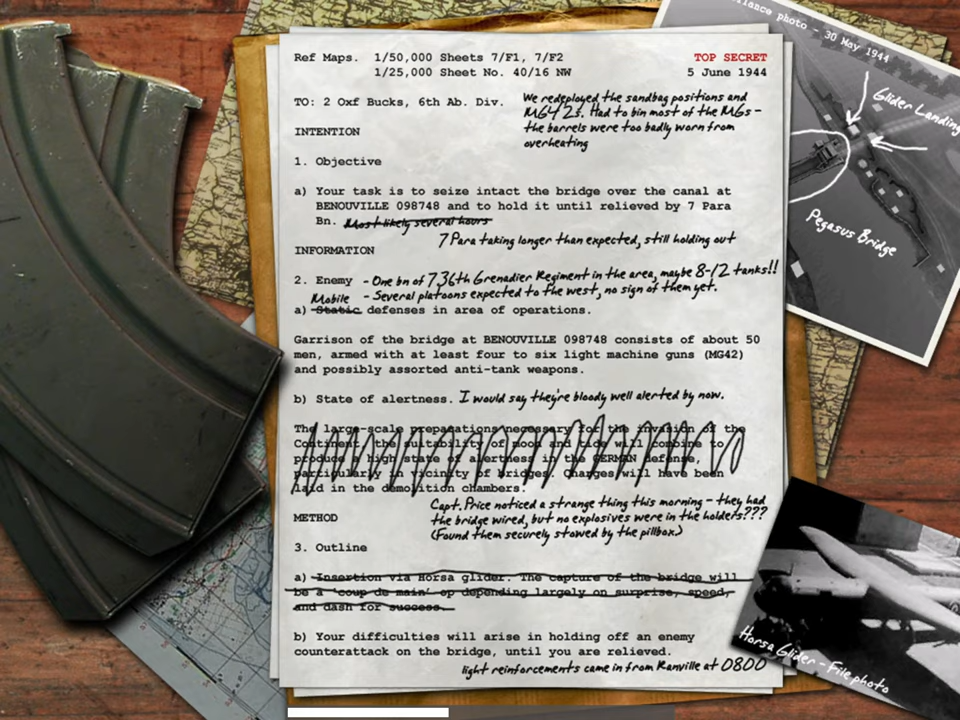 Ref Maps. 1/50,000 Sheets 7/F1, 7/F2
1/25,000 Sheet No. 40/16 NW
TOP SECRET
5 June 1944
TO: 2 Oxf Bucks, 6th Ab. Div.
We redeployed the sandbag positions and
MG42s. Had to bin most of the MGs -
the barrels were too badly worn from
overheating
INTENTION
1. Objective
a) Your task is to seize intact the bridge over the canal at
BENOUVILLE 098748 and to hold it until relieved by 7 Para
Bn. Most likely several hours
7 Para taking longer than expected, still holding out
INFORMATION
2. Enemy - One bn of 736th Grenadier Regiment in the area, maybe 8-12 tanks!!
Mobile - Several platoons expected to the west, no sign of them yet.
a) Static defenses in area of operations.
Garrison of the bridge at BENOUVILLE 098748 consists of about 50
men, armed with at least four to six light machine guns (MG42)
and possibly assorted anti-tank weapons.
b) State of alertness. I would say they're bloody well alerted by now.
The large-scale preparations necessary for the invasion of the
Continent, the suitability of moon and tide will combine to
produce a high state of alertness in the GERMAN defense,
particularly in vicinity of bridges. Charges will have been
laid in the demolition chambers.
Capt. Price noticed a strange thing this morning - they had
the bridge wired, but no explosives were in the holders???
(Found them securely stowed by the pillbox.)
METHOD
3. Outline
a) Insertion via Horsa glider. The capture of the bridge will
be a 'coup de main' op depending largely on surprise, speed,
and dash for success.
b) Your difficulties will arise in holding off an enemy
counterattack on the bridge, until you are relieved.
light reinforcements came in from Ranville at 0800
photo - 30 May 1944
Glider Landing
Pegasus Bridge
Horsa Glider - File photo